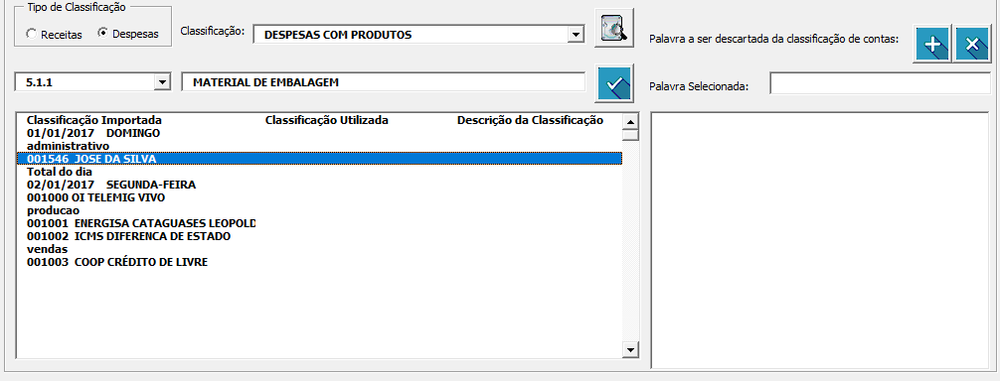 Tipo de Classificação
Receitas Despesas
Classificação: DESPESAS COM PRODUTOS
Palavra a ser descartada da classificação de contas:
5.1.1 MATERIAL DE EMBALAGEM
Palavra Selecionada:
Classificação Importada Classificação Utilizada Descrição da Classificação
01/01/2017 DOMINGO
administrativo
001546 JOSE DA SILVA
Total do dia
02/01/2017 SEGUNDA-FEIRA
001000 OI TELEMIG VIVO
producao
001001 ENERGISA CATAGUASES LEOPOLD
001002 ICMS DIFERENCA DE ESTADO
vendas
001003 COOP CRÉDITO DE LIVRE